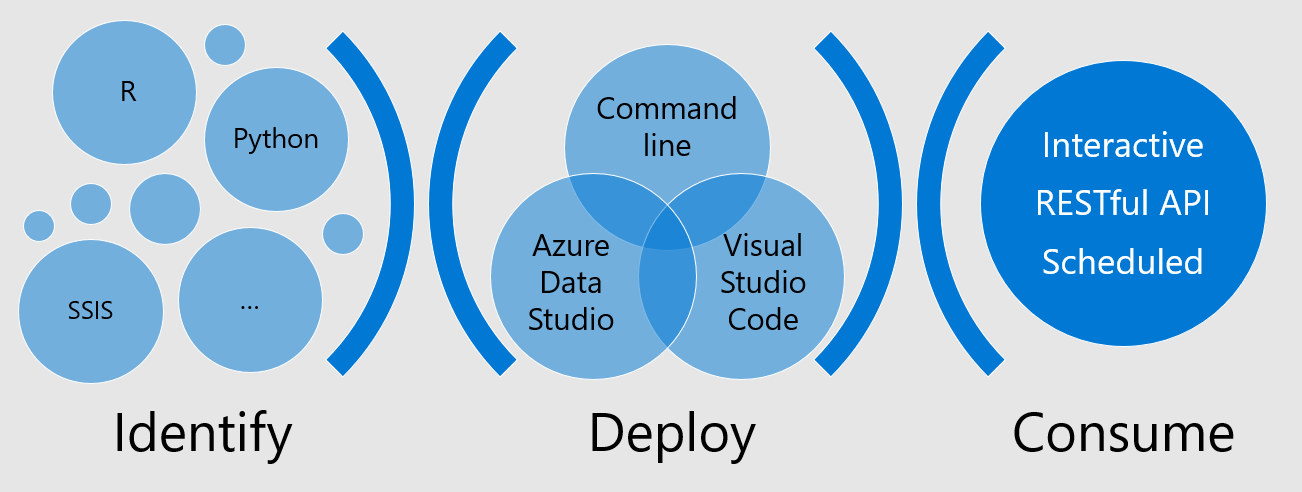 R
Python
SSIS
...
Identify
Command
line
Azure
Data
Studio
Visual
Studio
Code
Deploy
Interactive
RESTful API
Scheduled
Consume